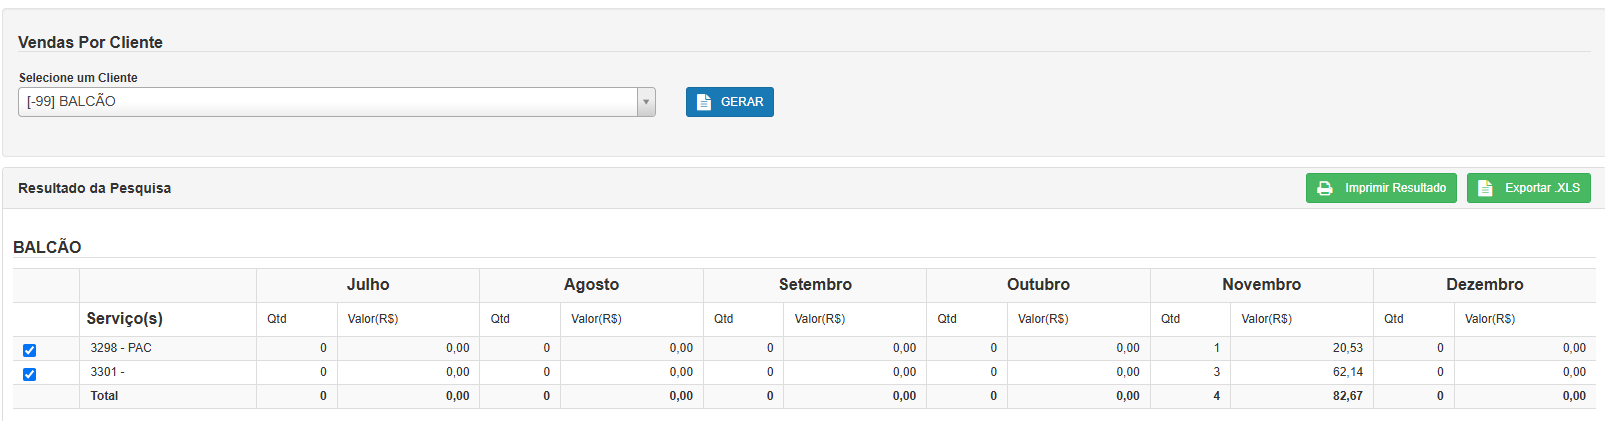 Vendas Por Cliente
Selecione um Cliente
[-99] BALCÃO
GERAR
Resultado da Pesquisa
Imprimir Resultado
Exportar .XLS
BALCÃO
Julho Agosto Setembro Outubro Novembro Dezembro
Serviço(s) Qtd Valor(R$) Qtd Valor(R$) Qtd Valor(R$) Qtd Valor(R$) Qtd Valor(R$) Qtd Valor(R$)
3298 - PAC 0 0,00 0 0,00 0 0,00 0 0,00 1 20,53 0 0,00
3301 - 0 0,00 0 0,00 0 0,00 0 0,00 3 62,14 0 0,00
Total 0 0,00 0 0,00 0 0,00 0 0,00 4 82,67 0 0,00